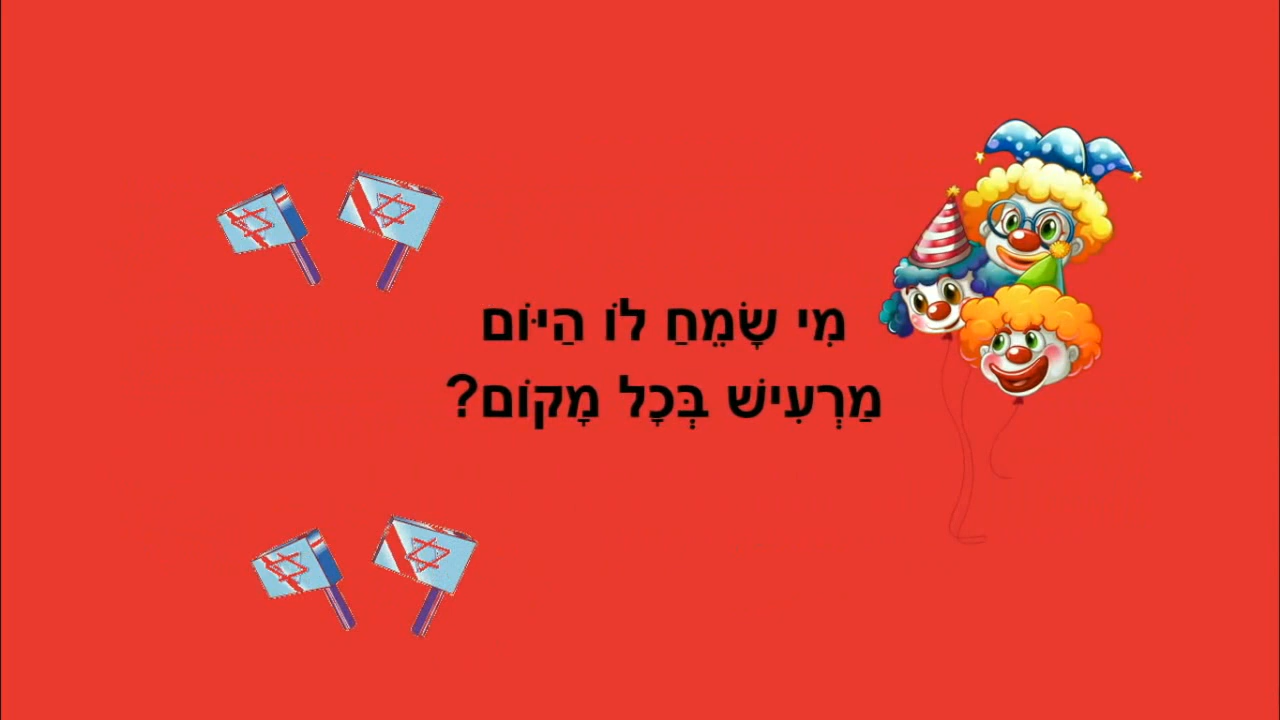 מִי שָׂמֵחַ לוֹ הַיּוֹם
מַרְעִישׁ בְּכָל מָקוֹם?